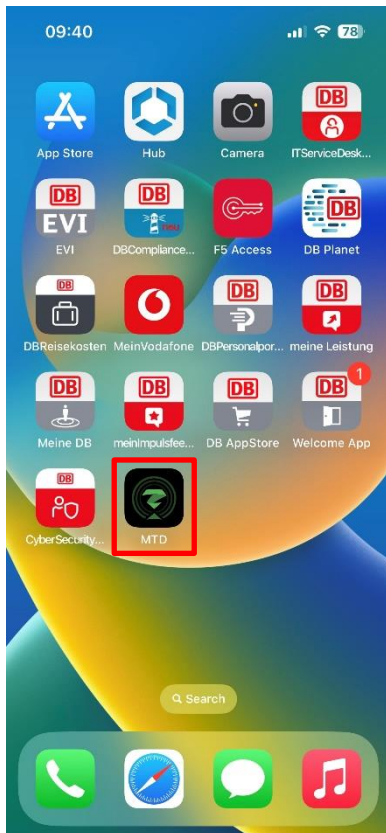 09:40
78
DB
App Store
Hub
Camera
ITServiceDesk...
DB
EVI
DB
neu
DB
EVI
DBCompliance...
F5 Access
DB Planet
DB
DB
DB
DBReisekosten
MeinVodafone
DBPersonalpor...
meine Leistung
DB
DB
DB
DB
1
Meine DB
meinImpulsfee...
DB AppStore
Welcome App
DB
CyberSecurity...
MTD
Search